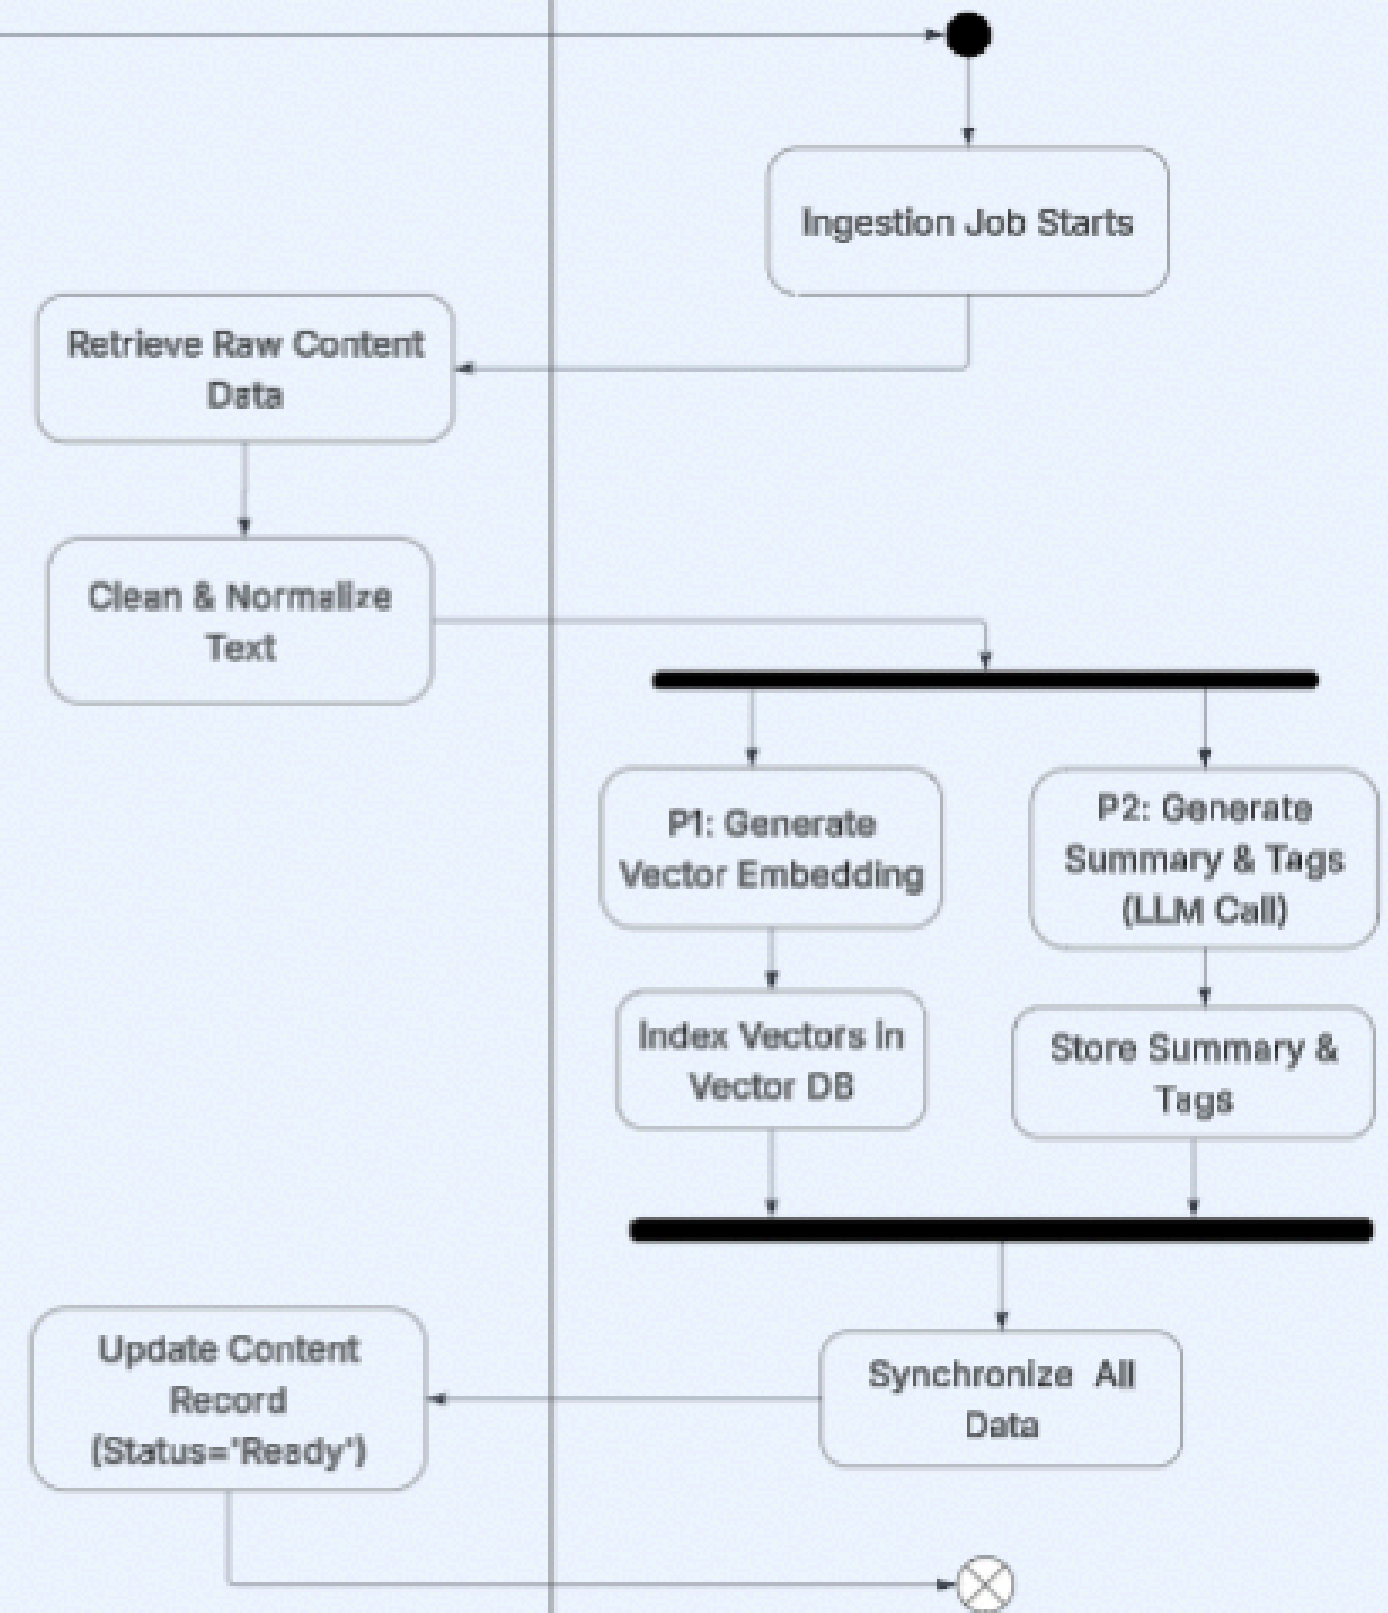 Ingestion Job Starts
Retrieve Raw Content
Data
Clean & Normalize
Text
P1: Generate
Vector Embedding
P2: Generate
Summary & Tags
(LLM Call)
Index Vectors in
Vector DB
Store Summary &
Tags
Synchronize All
Data
Update Content
Record
(Status='Ready')